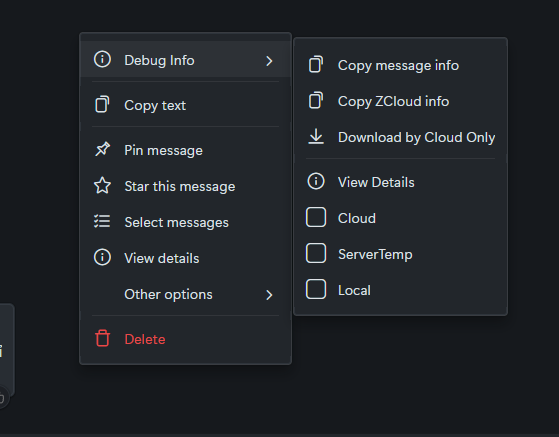 Debug Info
Copy text
Pin message
Star this message
Select messages
View details
Other options
Delete
Copy message info
Copy ZCloud info
Download by Cloud Only
View Details
Cloud
ServerTemp
Local